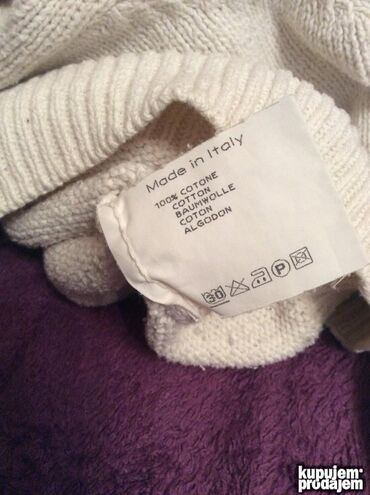 Made in Italy
100% COTONE
COTTON
BAUMWOLLE
COTON
ALGODON
30 P
kupujem
prodajem